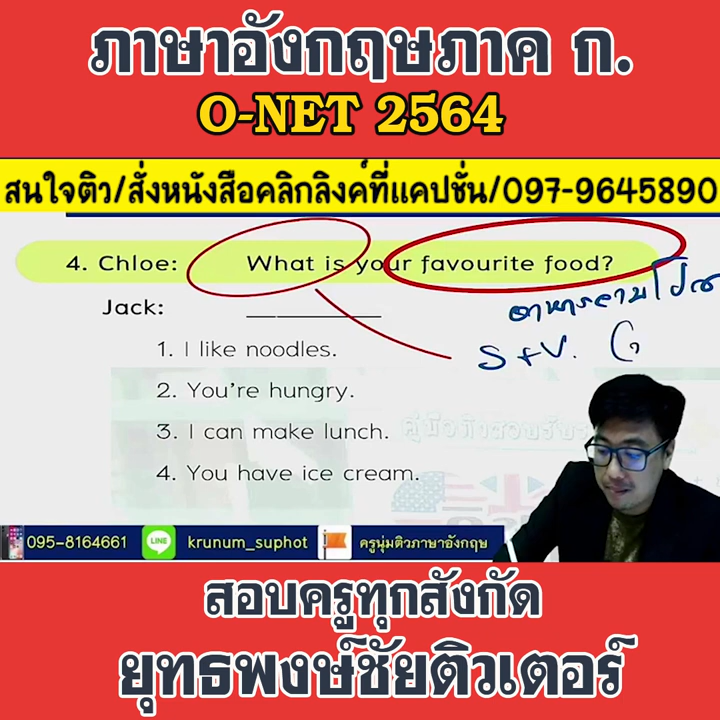 ภาษาอังกฤษภาค ก.
O-NET 2564
สนใจติว/สั่งหนังสือคลิกลิงค์ที่แคปชั่น/097-9645890
4. Chloe: What is your favourite food?
Jack: __________
S + V.
1. I like noodles.
2. You're hungry.
3. I can make lunch.
4. You have ice cream.
095-8164661 LINE krunum_suphot ครูนุ่มติวภาษาอังกฤษ
สอบครูทุกสังกัด
ยุทธพงษ์ชัยติวเตอร์